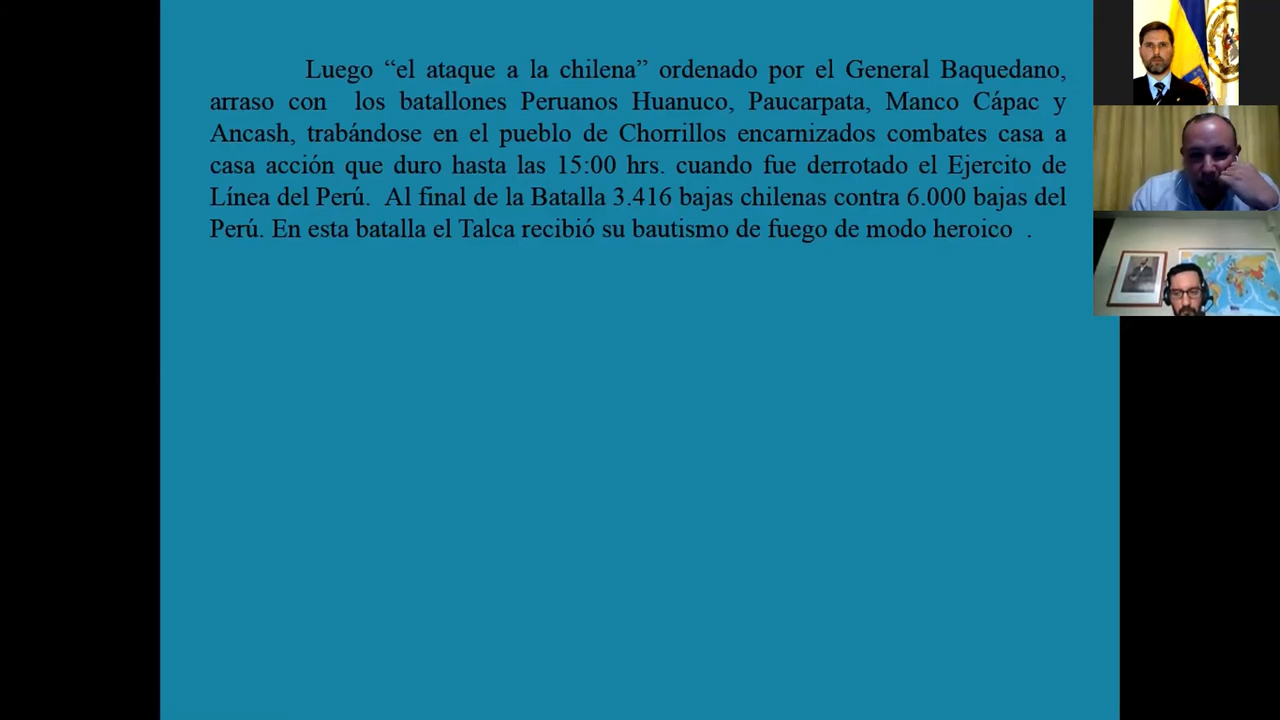 Luego “el ataque a la chilena” ordenado por el General Baquedano,
arraso con los batallones Peruanos Huanuco, Paucarpata, Manco Cápac y
Ancash, trabándose en el pueblo de Chorrillos encarnizados combates casa a
casa acción que duro hasta las 15:00 hrs. cuando fue derrotado el Ejercito de
Línea del Perú. Al final de la Batalla 3.416 bajas chilenas contra 6.000 bajas del
Perú. En esta batalla el Talca recibió su bautismo de fuego de modo heroico .